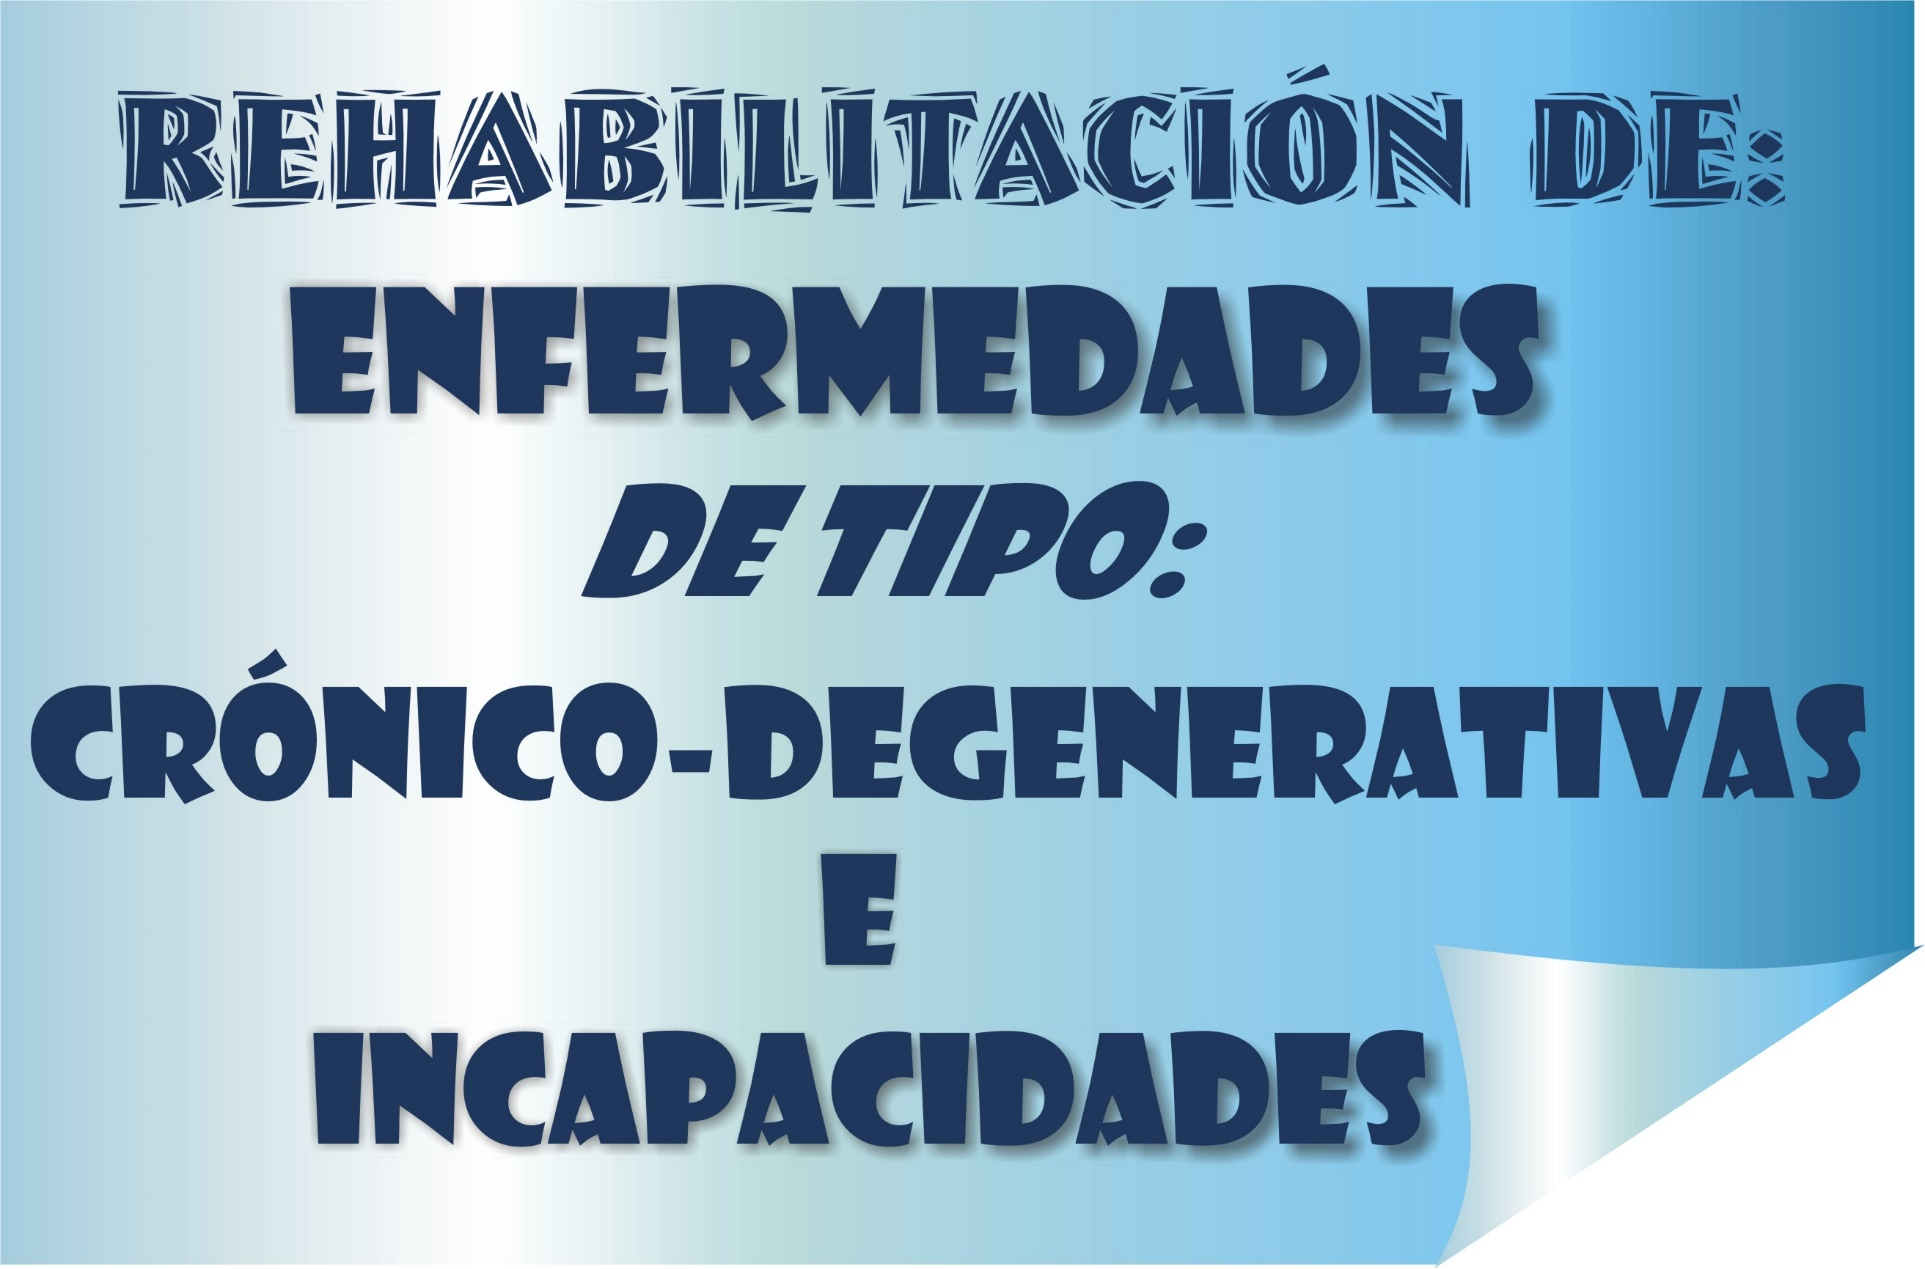 REHABILITACIÓN DE:
ENFERMEDADES
DE TIPO:
CRÓNICO-DEGENERATIVAS
E
INCAPACIDADES